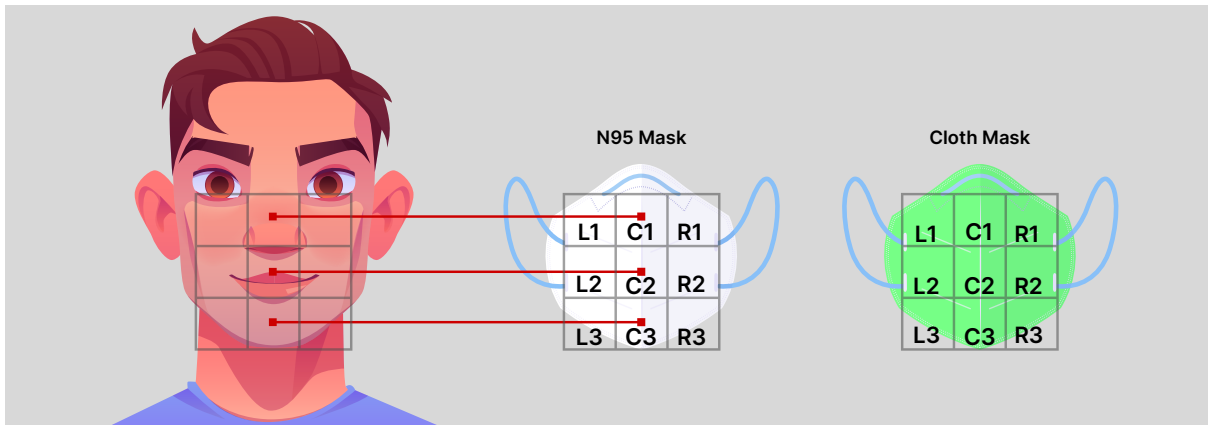 N95 Mask
L1 C1 R1
L2 C2 R2
L3 C3 R3
Cloth Mask
L1 C1 R1
L2 C2 R2
L3 C3 R3